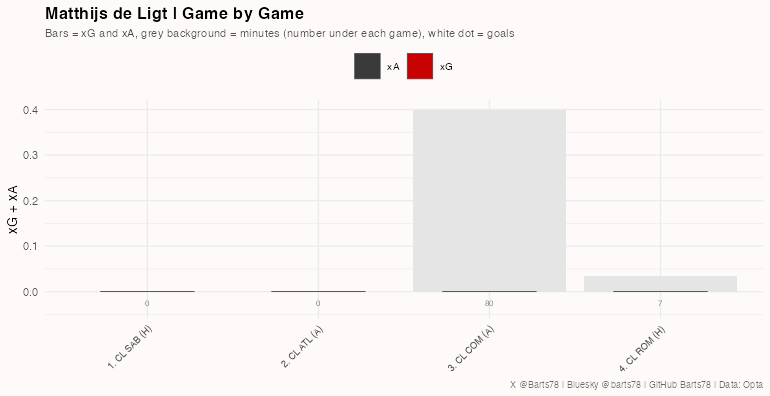 Matthijs de Ligt | Game by Game
Bars = xG and xA, grey background = minutes (number under each game), white dot = goals
xA xG
xG + xA
0.4
0.3
0.2
0.1
0.0
0 0 80 7
1. CL SAB (H)
2. CL ATL (A)
3. CL COM (A)
4. CL ROM (H)
X @Barts78 | Bluesky @barts78 | GitHub Barts78 | Data: Opta